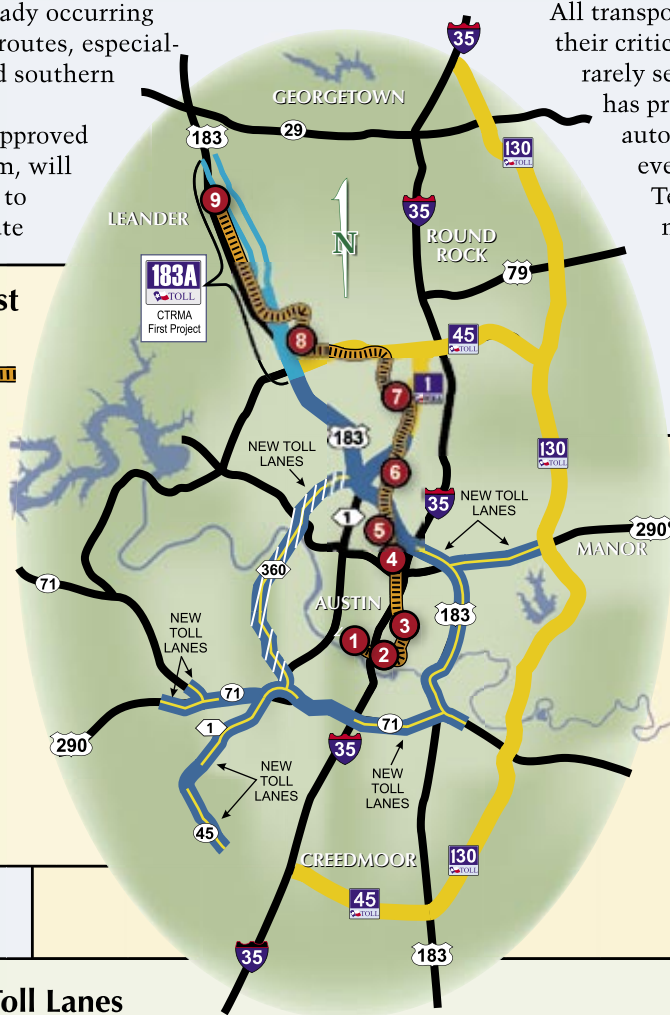 ady occurring
routes, especial-
d southern
pproved
m, will
to
ate
st
All transpo
their critic
rarely se
has pr
auto
eve
Te
n
35
GEORGETOWN
183
29
130
TOLL
9
35
LEANDER
N
ROUND
ROCK
183A
TOLL
CTRMA
First Project
79
8
45
TOLL
7
1
TOLL
183
NEW TOLL
LANES
130
TOLL
6
35
NEW TOLL
LANES
1
5
290
MANOR
4
360
71
AUSTIN
183
NEW
TOLL
LANES
3
1
2
71
1
71
290
35
NEW
TOLL
LANES
NEW
TOLL
LANES
45
CREEDMOOR
130
TOLL
45
TOLL
35
183
Toll Lanes